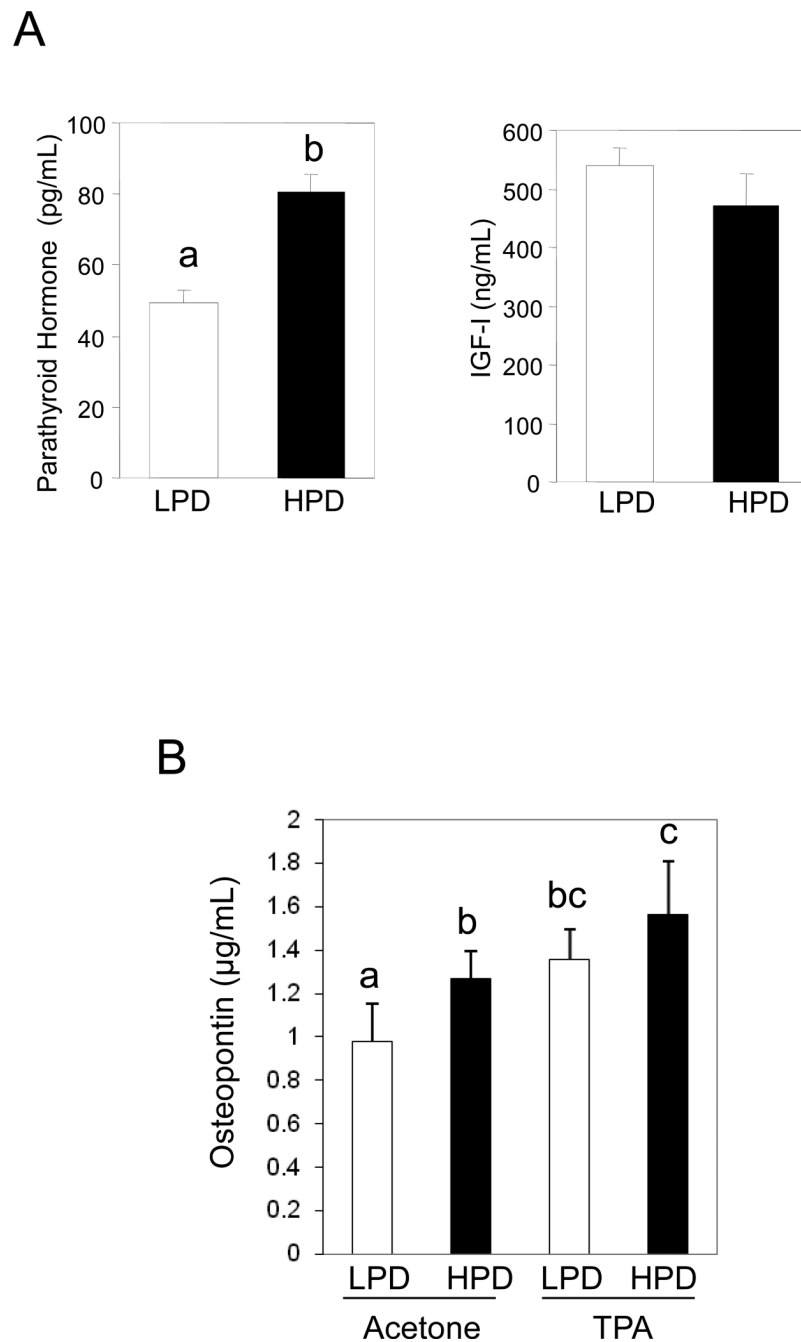 A
Parathyroid Hormone (pg/mL)
100
80
60
40
20
0
a
b
LPD HPD
IGF-I (ng/mL)
600
500
400
300
200
100
0
LPD HPD
B
Osteopontin (µg/mL)
2
1.8
1.6
1.4
1.2
1
0.8
0.6
0.4
0.2
0
a
b
bc
c
LPD HPD LPD HPD
Acetone TPA